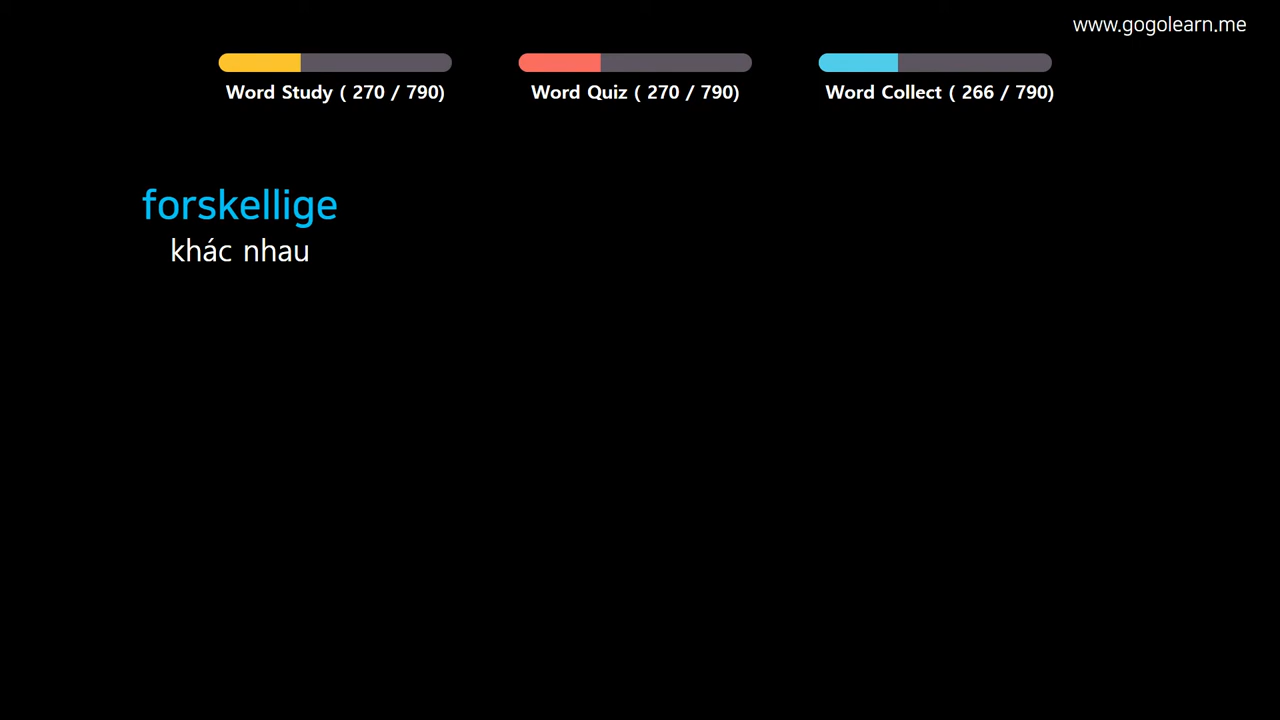 www.gogolearn.me
Word Study ( 270 / 790)
Word Quiz ( 270 / 790)
Word Collect ( 266 / 790)
forskellige
khác nhau